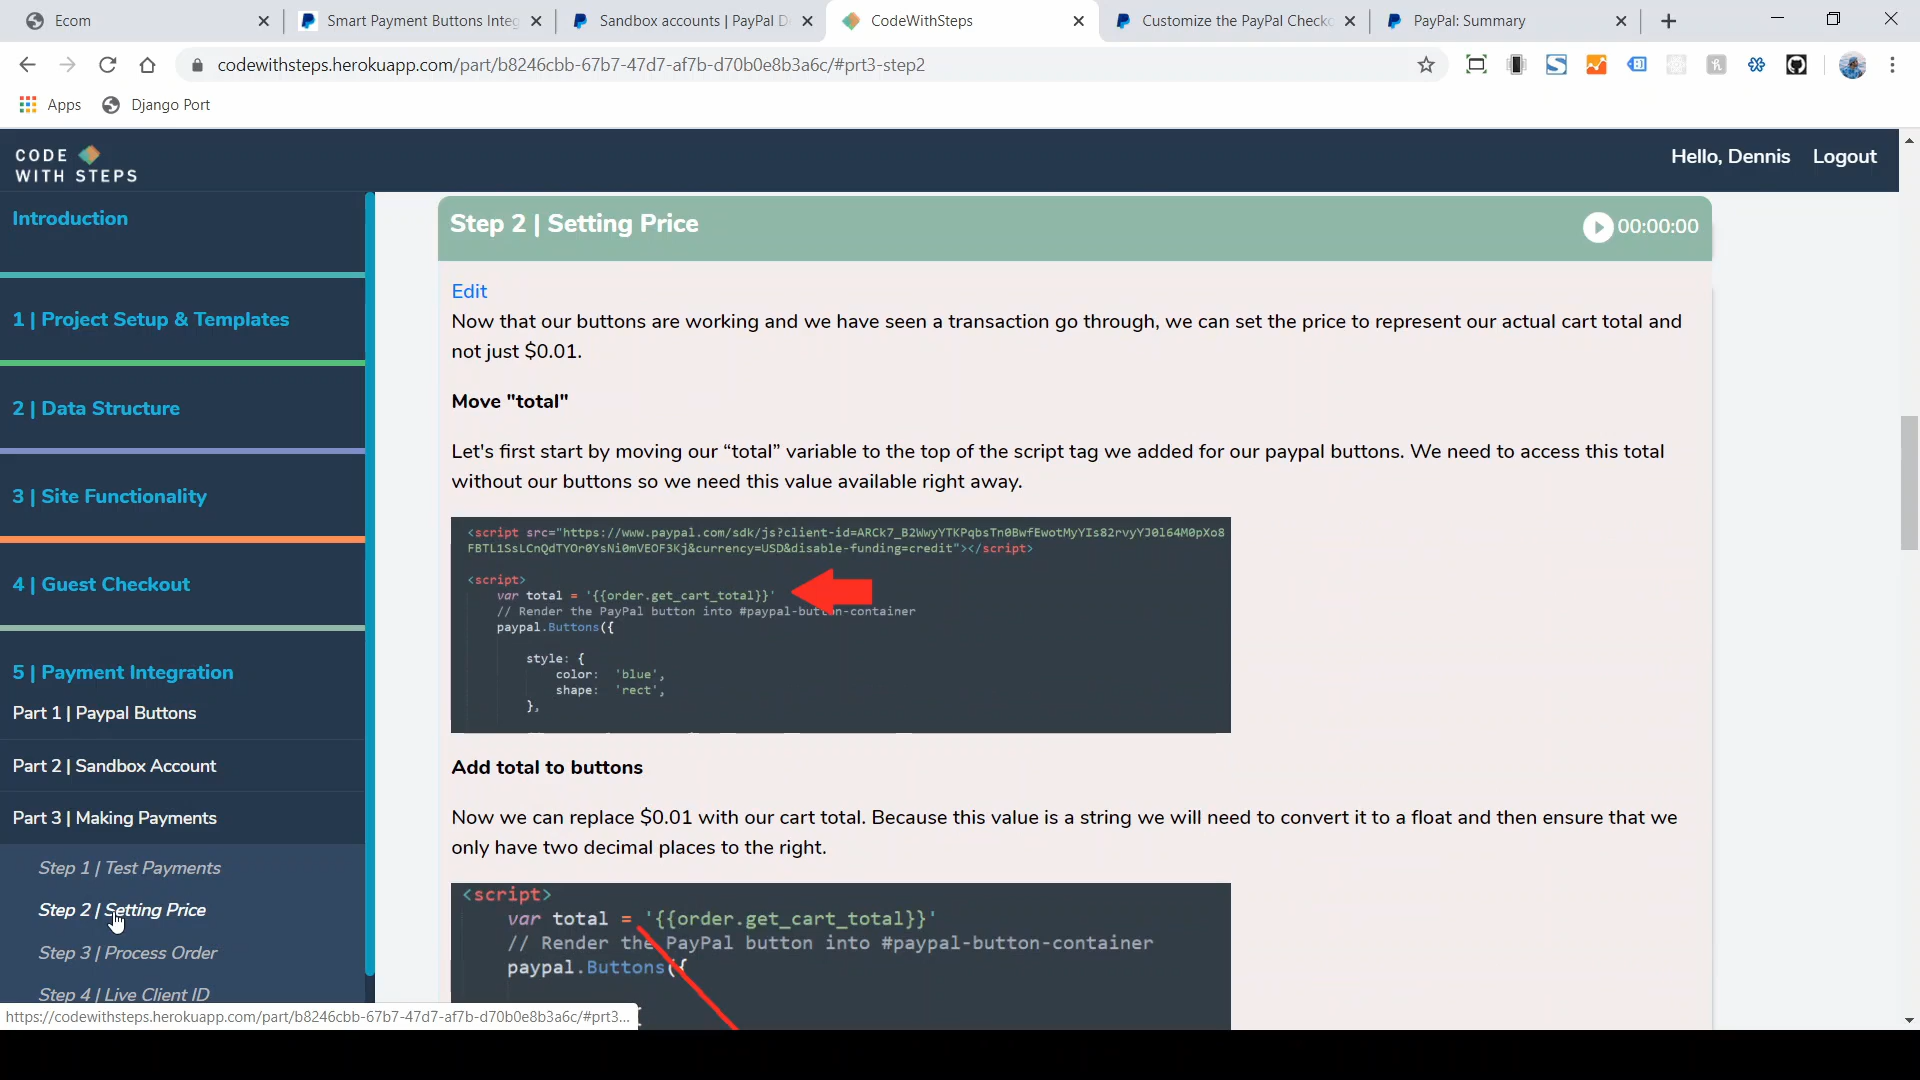 Ecom
Smart Payment Buttons Integ
Sandbox accounts | PayPal D
CodeWithSteps
Customize the PayPal Checko
PayPal: Summary
codewithsteps.herokuapp.com/part/b8246cbb-67b7-47d7-af7b-d70b0e8b3a6c/#prt3-step2
Apps
Django Port
CODE
WITH STEPS
Hello, Dennis
Logout
Introduction
1 | Project Setup & Templates
2 | Data Structure
3 | Site Functionality
4 | Guest Checkout
5 | Payment Integration
Part 1 | Paypal Buttons
Part 2 | Sandbox Account
Part 3 | Making Payments
Step 1 | Test Payments
Step 2 | Setting Price
Step 3 | Process Order
Step 4 | Live Client ID
https://codewithsteps.herokuapp.com/part/b8246cbb-67b7-47d7-af7b-d70b0e8b3a6c/#prt3...
Step 2 | Setting Price
00:00:00
Edit
Now that our buttons are working and we have seen a transaction go through, we can set the price to represent our actual cart total and
not just $0.01.
Move "total"
Let's first start by moving our “total” variable to the top of the script tag we added for our paypal buttons. We need to access this total
without our buttons so we need this value available right away.
<script src="https://www.paypal.com/sdk/js?client-id=ARCk7_B2WwyYTKPqbsTn0BwfEwotMyYIs82rvyYJ0l64M0pXo8
FBTL1SsLCnQdTYOr0YsNi0mVEOF3Kj&currency=USD&disable-funding=credit"></script>
<script>
var total = '{{order.get_cart_total}}'
// Render the PayPal button into #paypal-button-container
paypal.Buttons({
style: {
color: 'blue',
shape: 'rect',
},
Add total to buttons
Now we can replace $0.01 with our cart total. Because this value is a string we will need to convert it to a float and then ensure that we
only have two decimal places to the right.
<script>
var total = '{{order.get_cart_total}}'
// Render the PayPal button into #paypal-button-container
paypal.Buttons({